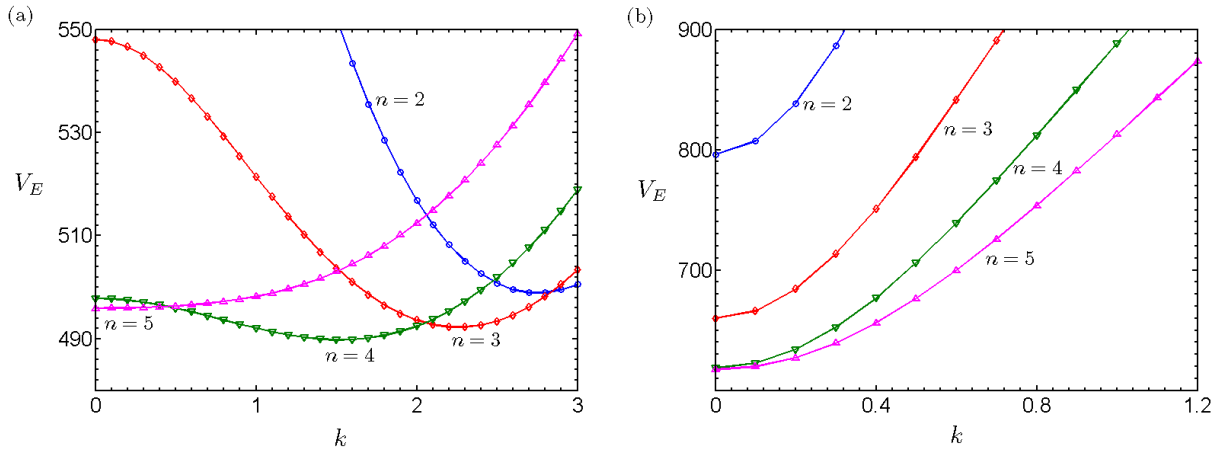 (a)
550
530
510
490
V_E
n = 2
n = 5
n = 4
n = 3
0
1
2
3
k
(b)
900
800
700
V_E
n = 2
n = 3
n = 4
n = 5
0
0.4
0.8
1.2
k